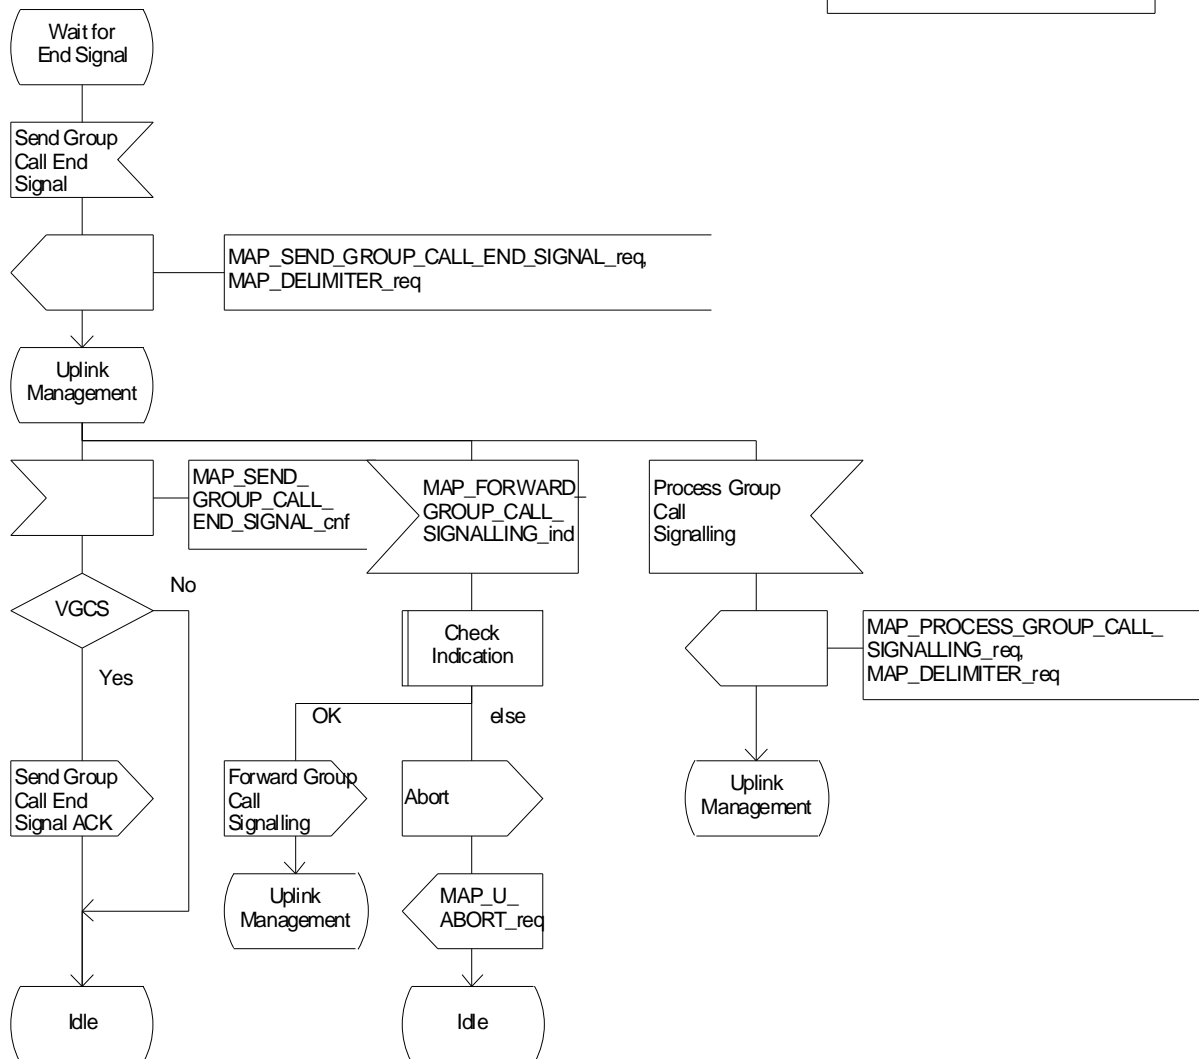 Wait for
End Signal
Send Group
Call End
Signal
MAP_SEND_GROUP_CALL_END_SIGNAL_req,
MAP_DELIMITER_req
Uplink
Management
MAP_SEND_
GROUP_CALL_
END_SIGNAL_cnf
MAP_FORWARD_
GROUP_CALL_
SIGNALLING_ind
Process Group
Call
Signalling
No
VGCS
Yes
Check
Indication
MAP_PROCESS_GROUP_CALL_
SIGNALLING_req,
MAP_DELIMITER_req
OK
else
Send Group
Call End
Signal ACK
Forward Group
Call
Signalling
Abort
Uplink
Management
Uplink
Management
MAP_U_
ABORT_req
Idle
Idle